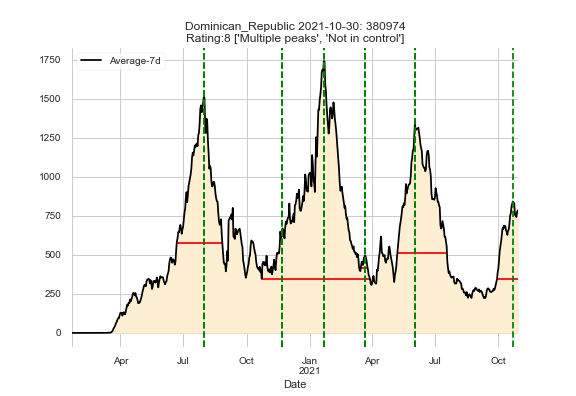 Dominican_Republic 2021-10-30: 380974
Rating:8 ['Multiple peaks', 'Not in control']
Average-7d
1750
1500
1250
1000
750
500
250
0
Apr Jul Oct Jan Apr Jul Oct
2021
Date